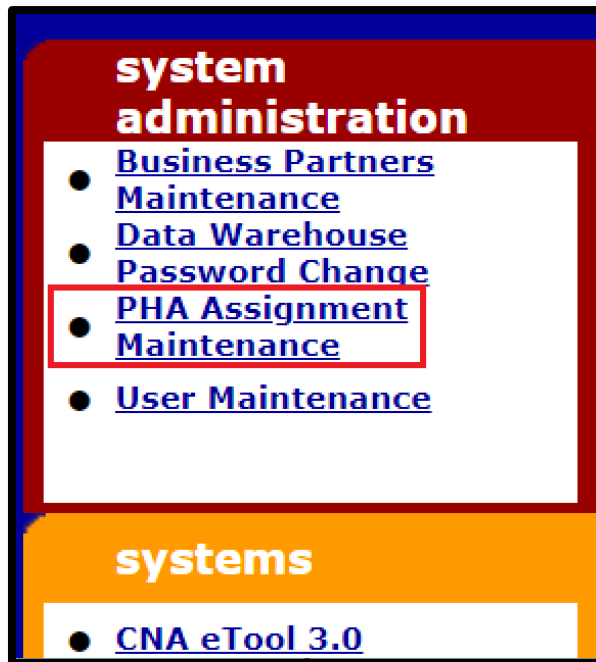 system
administration
Business Partners
Maintenance
Data Warehouse
Password Change
PHA Assignment
Maintenance
User Maintenance
systems
CNA eTool 3.0